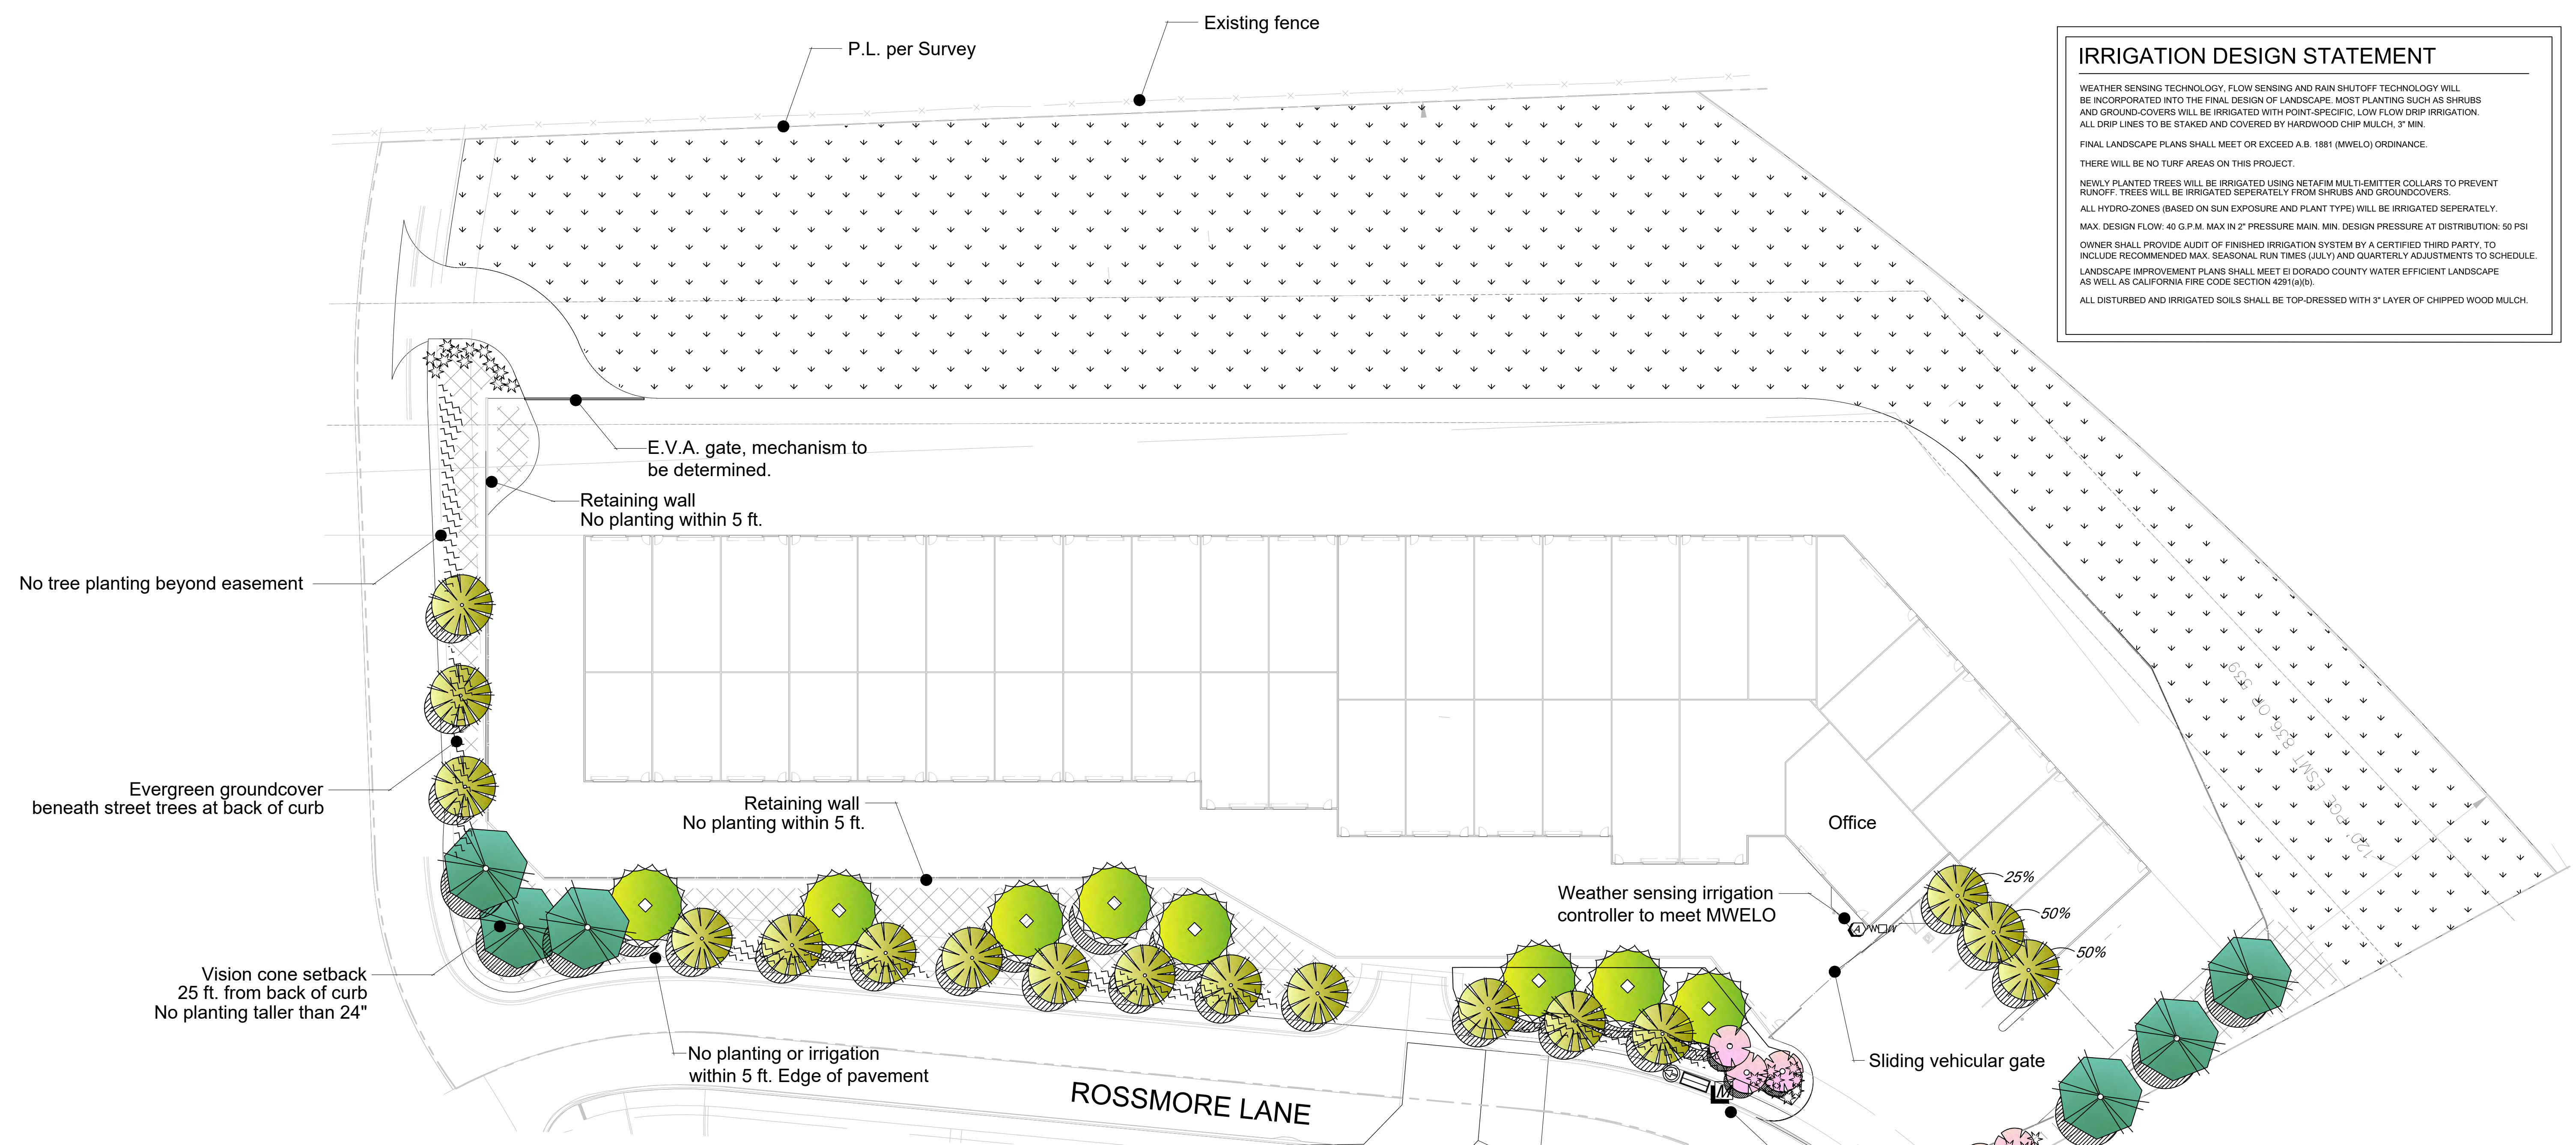 Existing fence
P.L. per Survey
IRRIGATION DESIGN STATEMENT
WEATHER SENSING TECHNOLOGY, FLOW SENSING AND RAIN SHUTOFF TECHNOLOGY WILL
BE INCORPORATED INTO THE FINAL DESIGN OF LANDSCAPE. MOST PLANTING SUCH AS SHRUBS
AND GROUND-COVERS WILL BE IRRIGATED WITH POINT-SPECIFIC, LOW FLOW DRIP IRRIGATION.
ALL DRIP LINES TO BE STAKED AND COVERED BY HARDWOOD CHIP MULCH, 3" MIN.
FINAL LANDSCAPE PLANS SHALL MEET OR EXCEED A.B. 1881 (MWELO) ORDINANCE.
THERE WILL BE NO TURF AREAS ON THIS PROJECT.
NEWLY PLANTED TREES WILL BE IRRIGATED USING NETAFIM MULTI-EMITTER COLLARS TO PREVENT
RUNOFF. TREES WILL BE IRRIGATED SEPERATELY FROM SHRUBS AND GROUNDCOVERS.
ALL HYDRO-ZONES (BASED ON SUN EXPOSURE AND PLANT TYPE) WILL BE IRRIGATED SEPERATELY.
MAX. DESIGN FLOW: 40 G.P.M. MAX IN 2" PRESSURE MAIN. MIN. DESIGN PRESSURE AT DISTRIBUTION: 50 PSI
OWNER SHALL PROVIDE AUDIT OF FINISHED IRRIGATION SYSTEM BY A CERTIFIED THIRD PARTY, TO
INCLUDE RECOMMENDED MAX. SEASONAL RUN TIMES (JULY) AND QUARTERLY ADJUSTMENTS TO SCHEDULE.
LANDSCAPE IMPROVEMENT PLANS SHALL MEET El DORADO COUNTY WATER EFFICIENT LANDSCAPE
AS WELL AS CALIFORNIA FIRE CODE SECTION 4291(a)(b).
ALL DISTURBED AND IRRIGATED SOILS SHALL BE TOP-DRESSED WITH 3" LAYER OF CHIPPED WOOD MULCH.
E.V.A. gate, mechanism to
be determined.
Retaining wall
No planting within 5 ft.
No tree planting beyond easement
Evergreen groundcover
beneath street trees at back of curb
Retaining wall
No planting within 5 ft.
Office
120' PGE ESMT 836 OR 539
Weather sensing irrigation
controller to meet MWELO
A
W
25%
50%
50%
Vision cone setback
25 ft. from back of curb
No planting taller than 24"
No planting or irrigation
within 5 ft. Edge of pavement
Sliding vehicular gate
ROSSMORE LANE
M